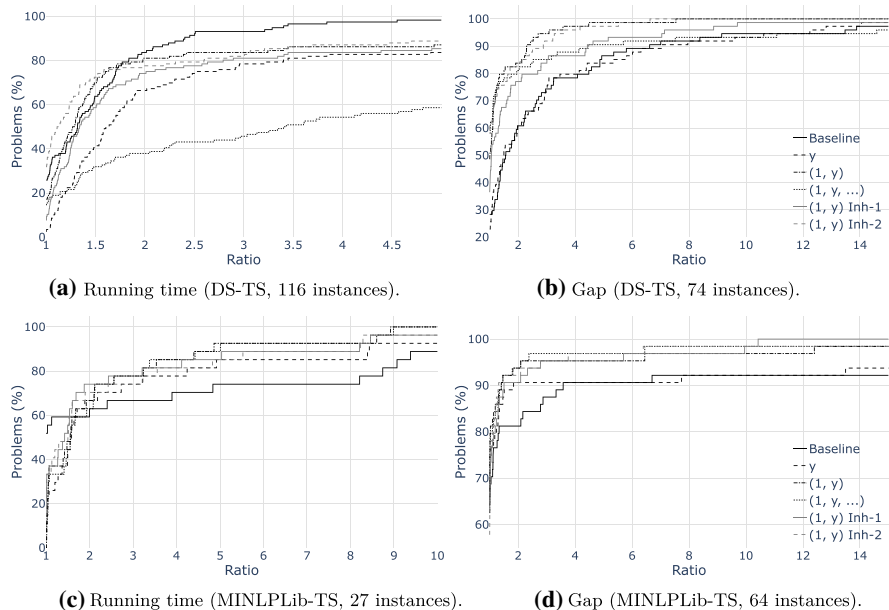 100
80
60
40
20
0
Problems (%)
1
1.5
2
2.5
3
3.5
4
4.5
Ratio
(a) Running time (DS-TS, 116 instances).
100
90
80
70
60
50
40
30
20
Problems (%)
Baseline
y
(1, y)
(1, y, ...)
(1, y) Inh-1
(1, y) Inh-2
2
4
6
8
10
12
14
Ratio
(b) Gap (DS-TS, 74 instances).
100
80
60
40
20
0
Problems (%)
1
2
3
4
5
6
7
8
9
10
Ratio
(c) Running time (MINLPLib-TS, 27 instances).
100
90
80
70
60
Problems (%)
Baseline
y
(1, y)
(1, y, ...)
(1, y) Inh-1
(1, y) Inh-2
2
4
6
8
10
12
14
Ratio
(d) Gap (MINLPLib-TS, 64 instances).